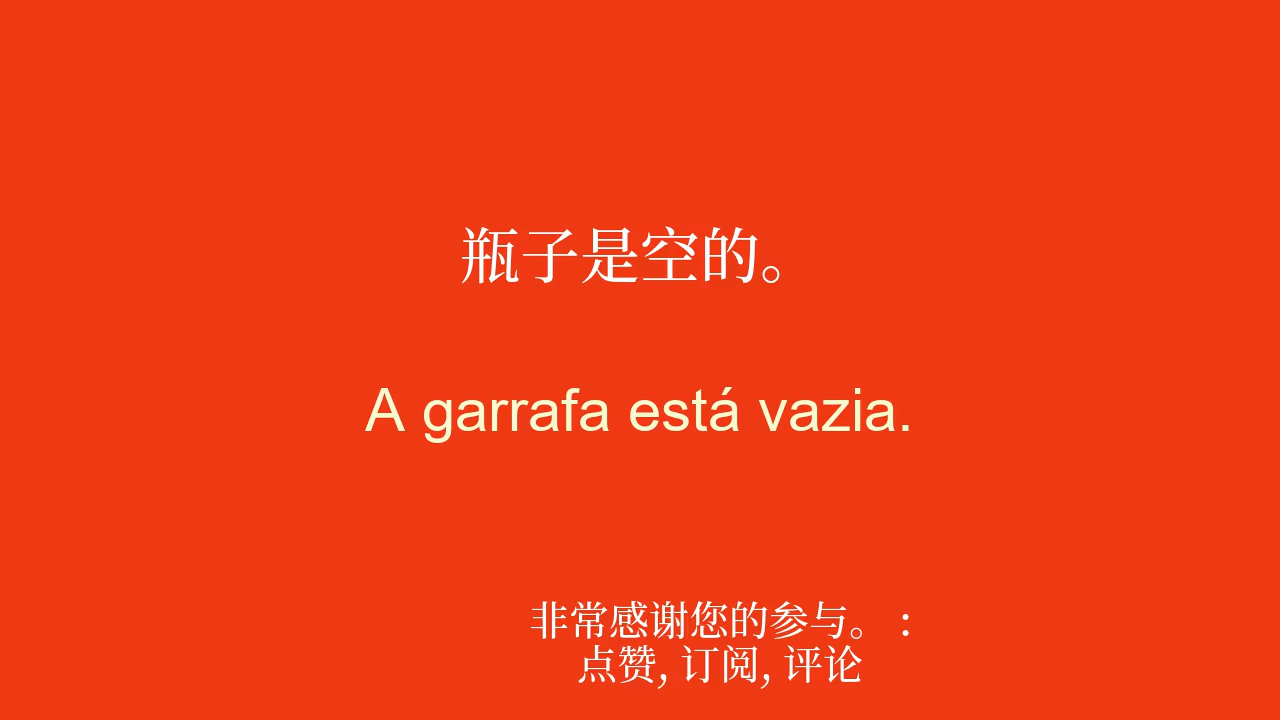 瓶子是空的。
A garrafa está vazia.
非常感谢您的参与。 :
点赞, 订阅, 评论